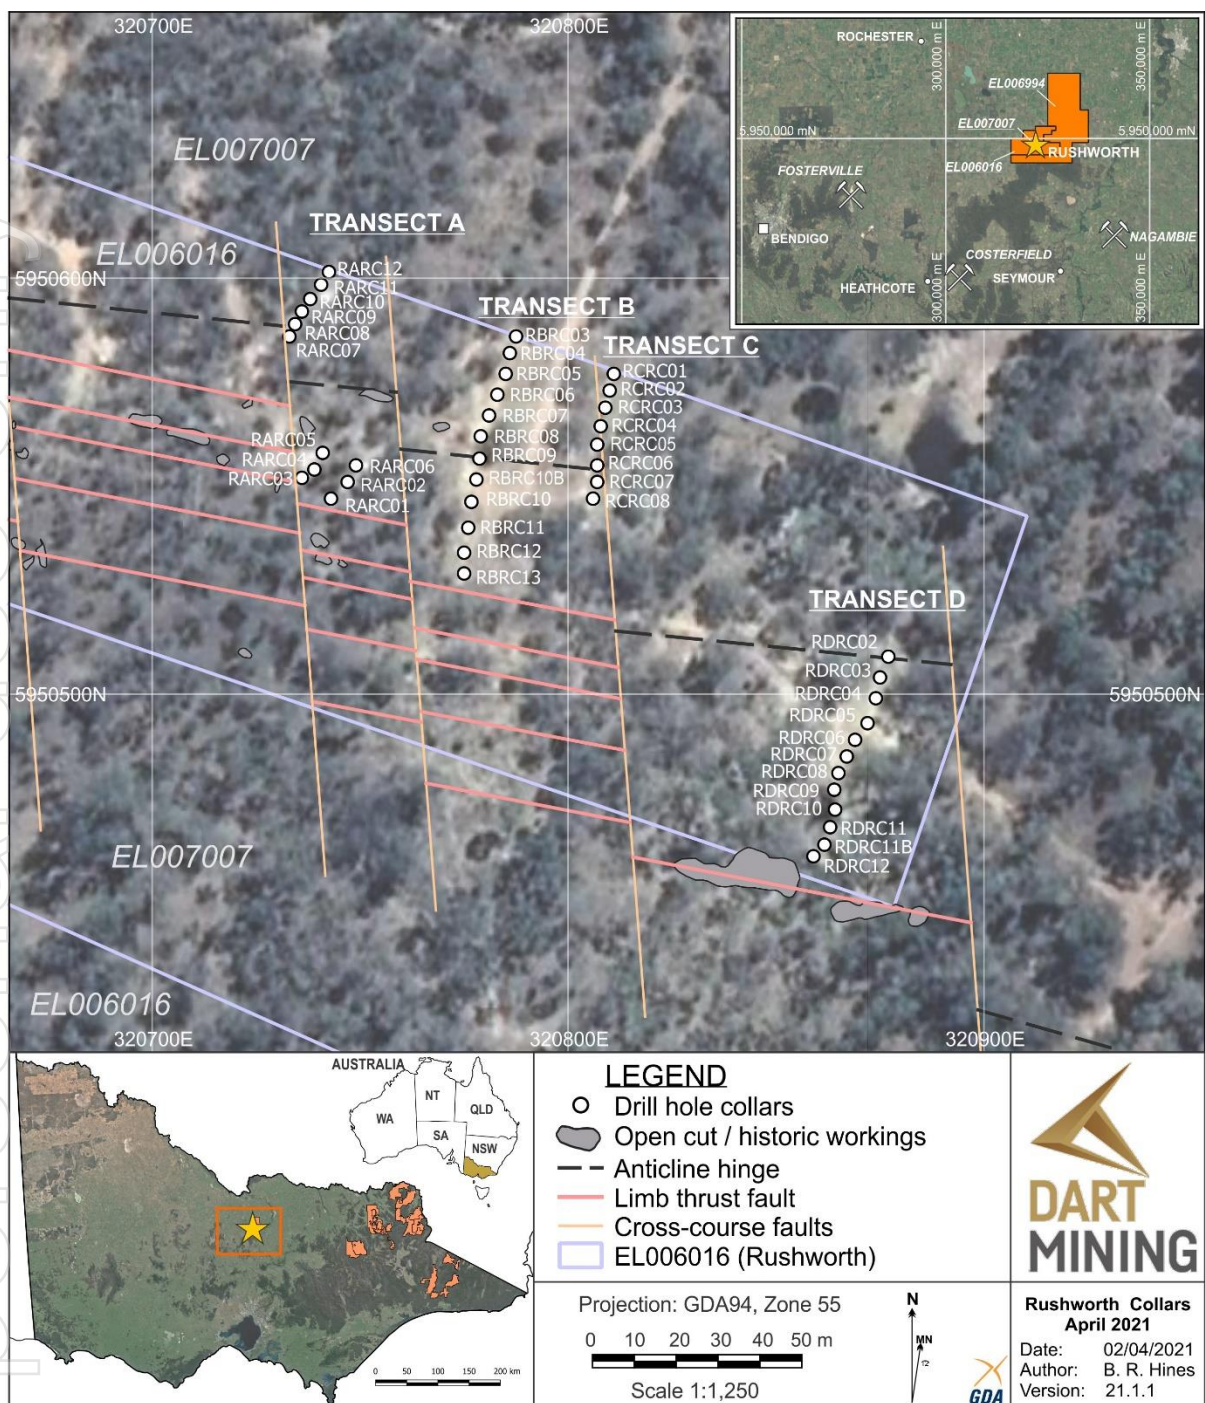 320700E
320800E
EL007007
TRANSECT A
EL006016
5950600N
RARC12
RARC11
RARC10
RARC09
RARC08
RARC07
TRANSECT B
RBRC03
RBRC04
RBRC05
RBRC06
RBRC07
RBRC08
RBRC09
RBRC10B
RBRC10
RBRC11
RBRC12
RBRC13
TRANSECT C
RCRC01
RCRC02
RCRC03
RCRC04
RCRC05
RCRC06
RCRC07
RCRC08
RARC05
RARC04
RARC03
RARC06
RARC02
RARC01
TRANSECT D
RDRC02
RDRC03
RDRC04
RDRC05
RDRC06
RDRC07
RDRC08
RDRC09
RDRC10
RDRC11
RDRC11B
RDRC12
5950500N
5950500N
EL007007
EL006016
320700E
320800E
320900E
ROCHESTER
300,000 m E
350,000 m E
EL006994
5,950,000 mN
EL007007
5,950,000 mN
RUSHWORTH
EL006016
FOSTERVILLE
BENDIGO
NAGAMBIE
COSTERFIELD
SEYMOUR
HEATHCOTE
300,000 m E
350,000 m E
AUSTRALIA
WA
NT
QLD
SA
NSW
0 50 100 150 200 km
LEGEND
Drill hole collars
Open cut / historic workings
Anticline hinge
Limb thrust fault
Cross-course faults
EL006016 (Rushworth)
Projection: GDA94, Zone 55
0 10 20 30 40 50 m
Scale 1:1,250
N
MN
GDA
DART
MINING
Rushworth Collars
April 2021
Date: 02/04/2021
Author: B. R. Hines
Version: 21.1.1